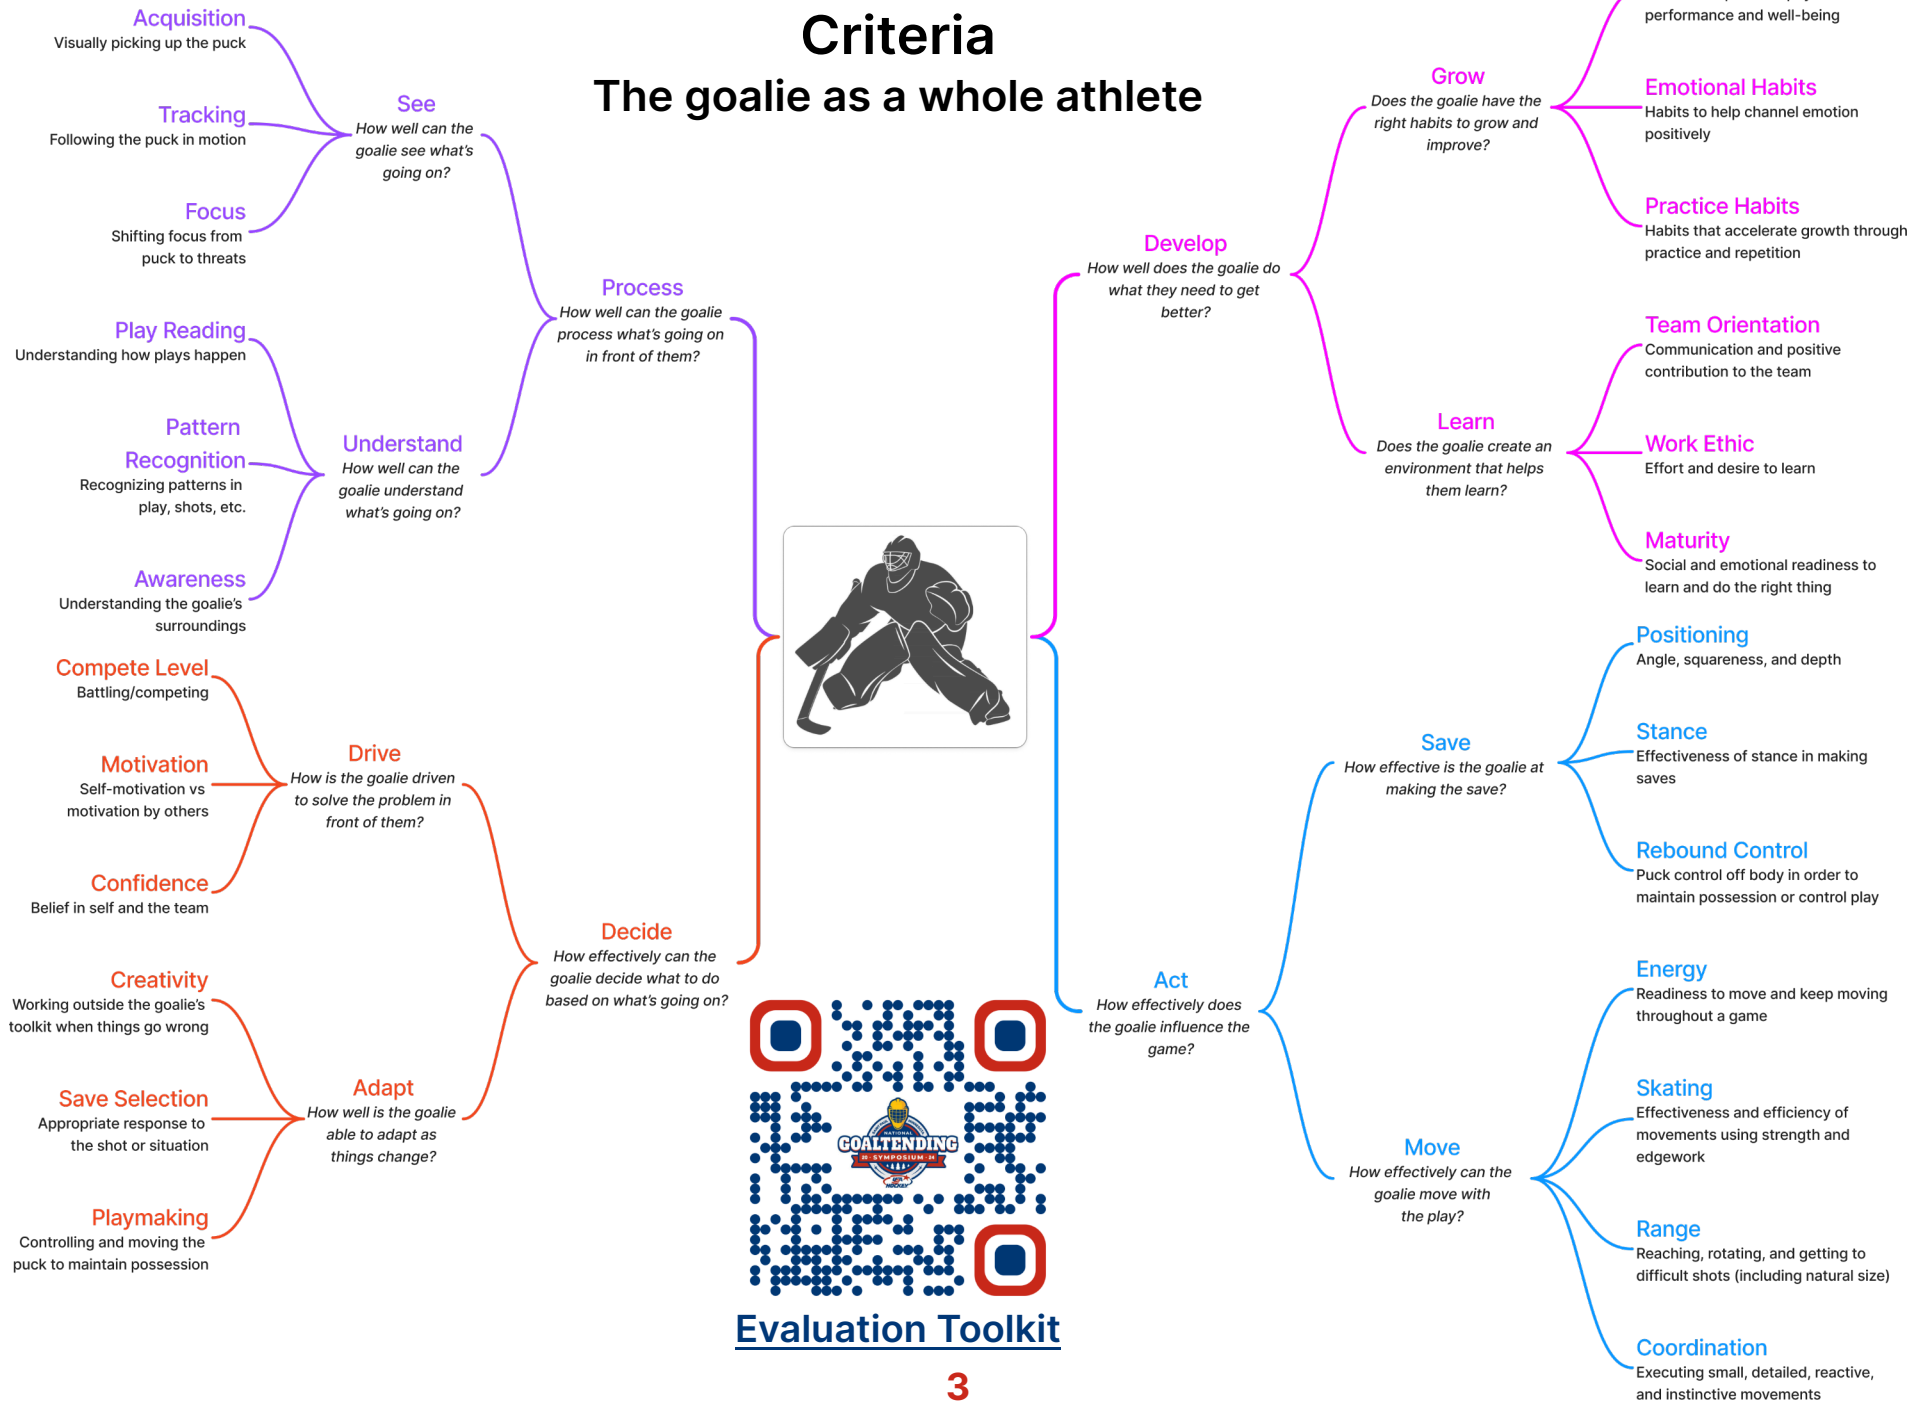 Criteria
The goalie as a whole athlete
Acquisition
Visually picking up the puck
Tracking
Following the puck in motion
Focus
Shifting focus from
puck to threats
See
How well can the
goalie see what's
going on?
Play Reading
Understanding how plays happen
Pattern
Recognition
Recognizing patterns in
play, shots, etc.
Awareness
Understanding the goalie's
surroundings
Understand
How well can the
goalie understand
what's going on?
Process
How well can the goalie
process what's going on
in front of them?
Compete Level
Battling/competing
Motivation
Self-motivation vs
motivation by others
Confidence
Belief in self and the team
Drive
How is the goalie driven
to solve the problem in
front of them?
Creativity
Working outside the goalie's
toolkit when things go wrong
Save Selection
Appropriate response to
the shot or situation
Playmaking
Controlling and moving the
puck to maintain possession
Adapt
How well is the goalie
able to adapt as
things change?
Decide
How effectively can the
goalie decide what to do
based on what's going on?
Develop
How well does the goalie do
what they need to get
better?
Grow
Does the goalie have the
right habits to grow and
improve?
performance and well-being
Emotional Habits
Habits to help channel emotion
positively
Practice Habits
Habits that accelerate growth through
practice and repetition
Learn
Does the goalie create an
environment that helps
them learn?
Team Orientation
Communication and positive
contribution to the team
Work Ethic
Effort and desire to learn
Maturity
Social and emotional readiness to
learn and do the right thing
Act
How effectively does
the goalie influence the
game?
Save
How effective is the goalie at
making the save?
Positioning
Angle, squareness, and depth
Stance
Effectiveness of stance in making
saves
Rebound Control
Puck control off body in order to
maintain possession or control play
Move
How effectively can the
goalie move with
the play?
Energy
Readiness to move and keep moving
throughout a game
Skating
Effectiveness and efficiency of
movements using strength and
edgework
Range
Reaching, rotating, and getting to
difficult shots (including natural size)
Coordination
Executing small, detailed, reactive,
and instinctive movements
NATIONAL
GOALTENDING
20 · SYMPOSIUM · 24
HOCKEY
Evaluation Toolkit
3